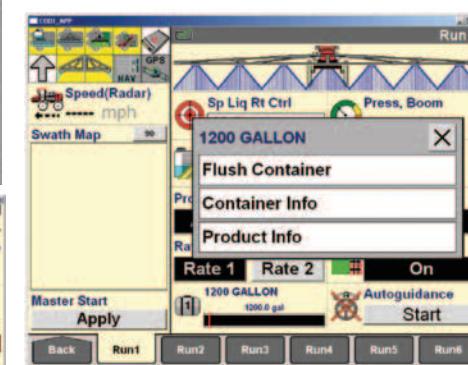 CODI_APP
Run
GPS
NAV
Speed(Radar)
mph
Sp Liq Rt Ctrl
Press, Boom
Swath Map
90
1200 GALLON
X
Flush Container
Container Info
Product Info
Rate 1
Rate 2
On
1200 GALLON
1200.0 gal
Autoguidance
Start
Master Start
Apply
Back
Run1
Run2
Run3
Run4
Run5
Run6